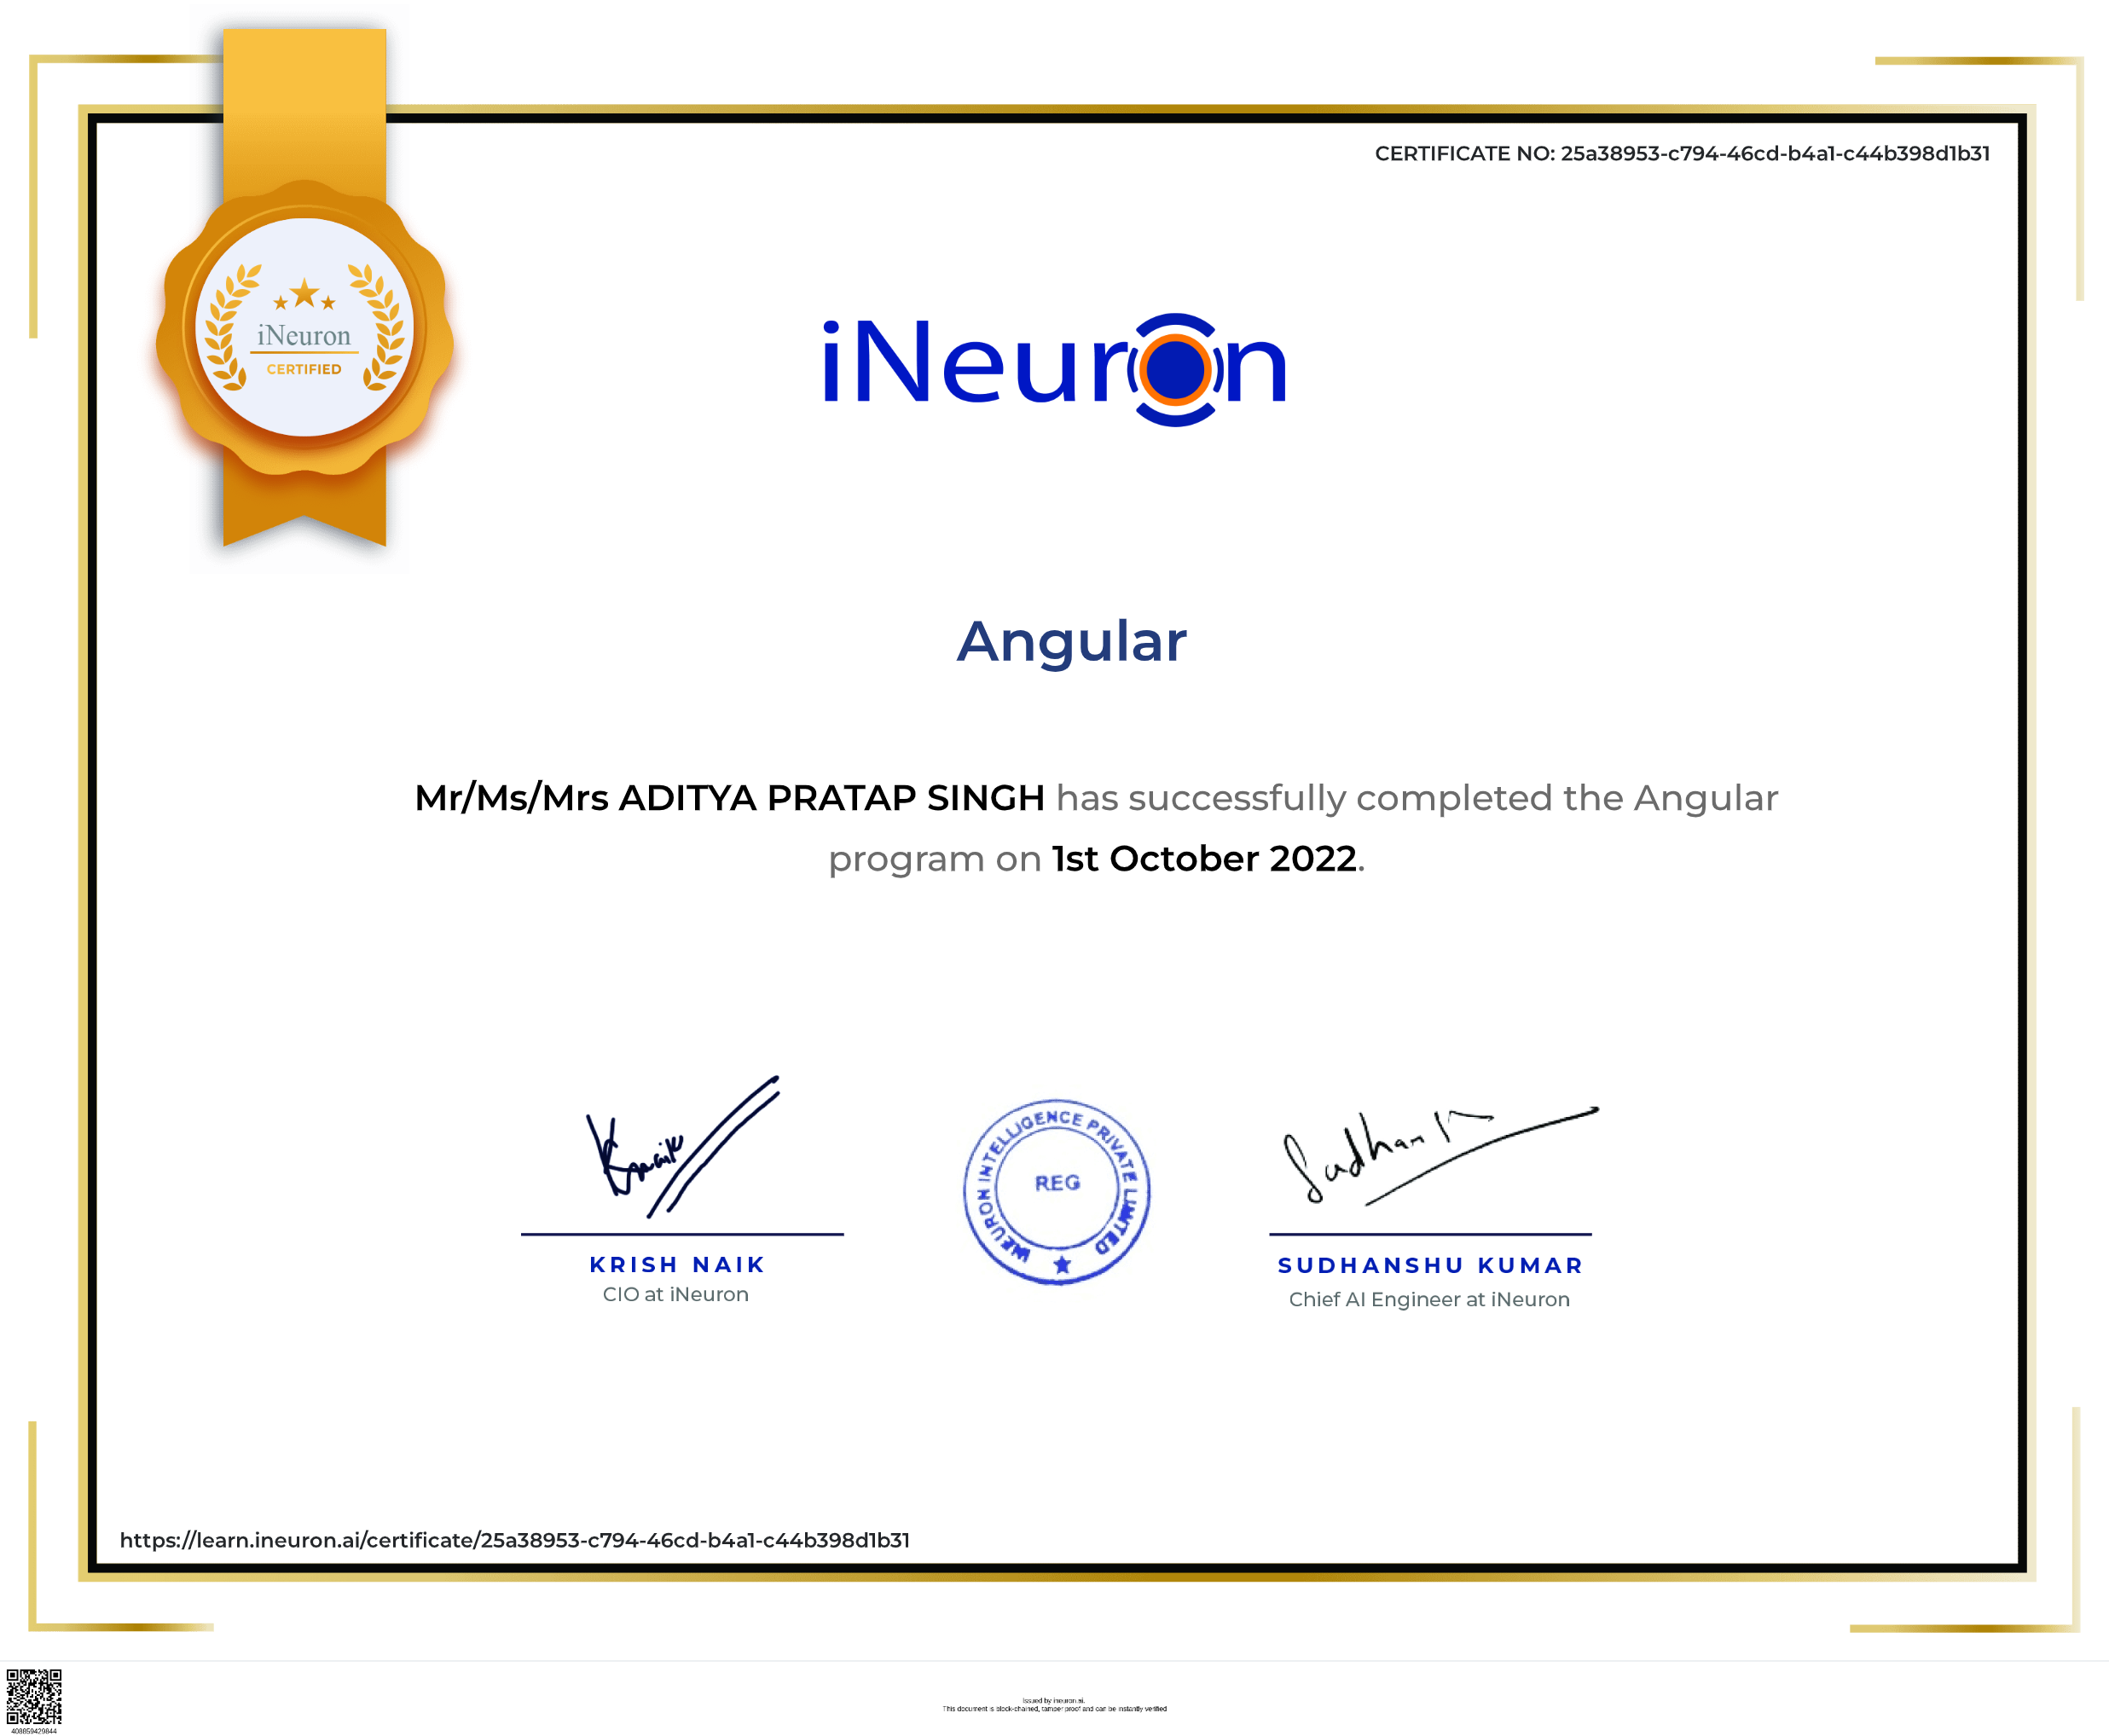 CERTIFICATE NO: 25a38953-c794-46cd-b4a1-c44b398d1b31
iNeuron
CERTIFIED
iNeuron
Angular
Mr/Ms/Mrs ADITYA PRATAP SINGH has successfully completed the Angular
program on 1st October 2022.
Knaik
Sudhan K
INEURON INTELLIGENCE PRIVATE LIMITED
REG
KRISH NAIK
CIO at iNeuron
SUDHANSHU KUMAR
Chief AI Engineer at iNeuron
https://learn.ineuron.ai/certificate/25a38953-c794-46cd-b4a1-c44b398d1b31
408859429844
Issued by ineuron.ai.
This document is block-chained, tamper proof and can be instantly verified